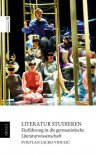 LITERATUR STUDIEREN
Einführung in die germanistische
Literaturwissenschaft
SVJETLAN LACKO VIDULIĆ